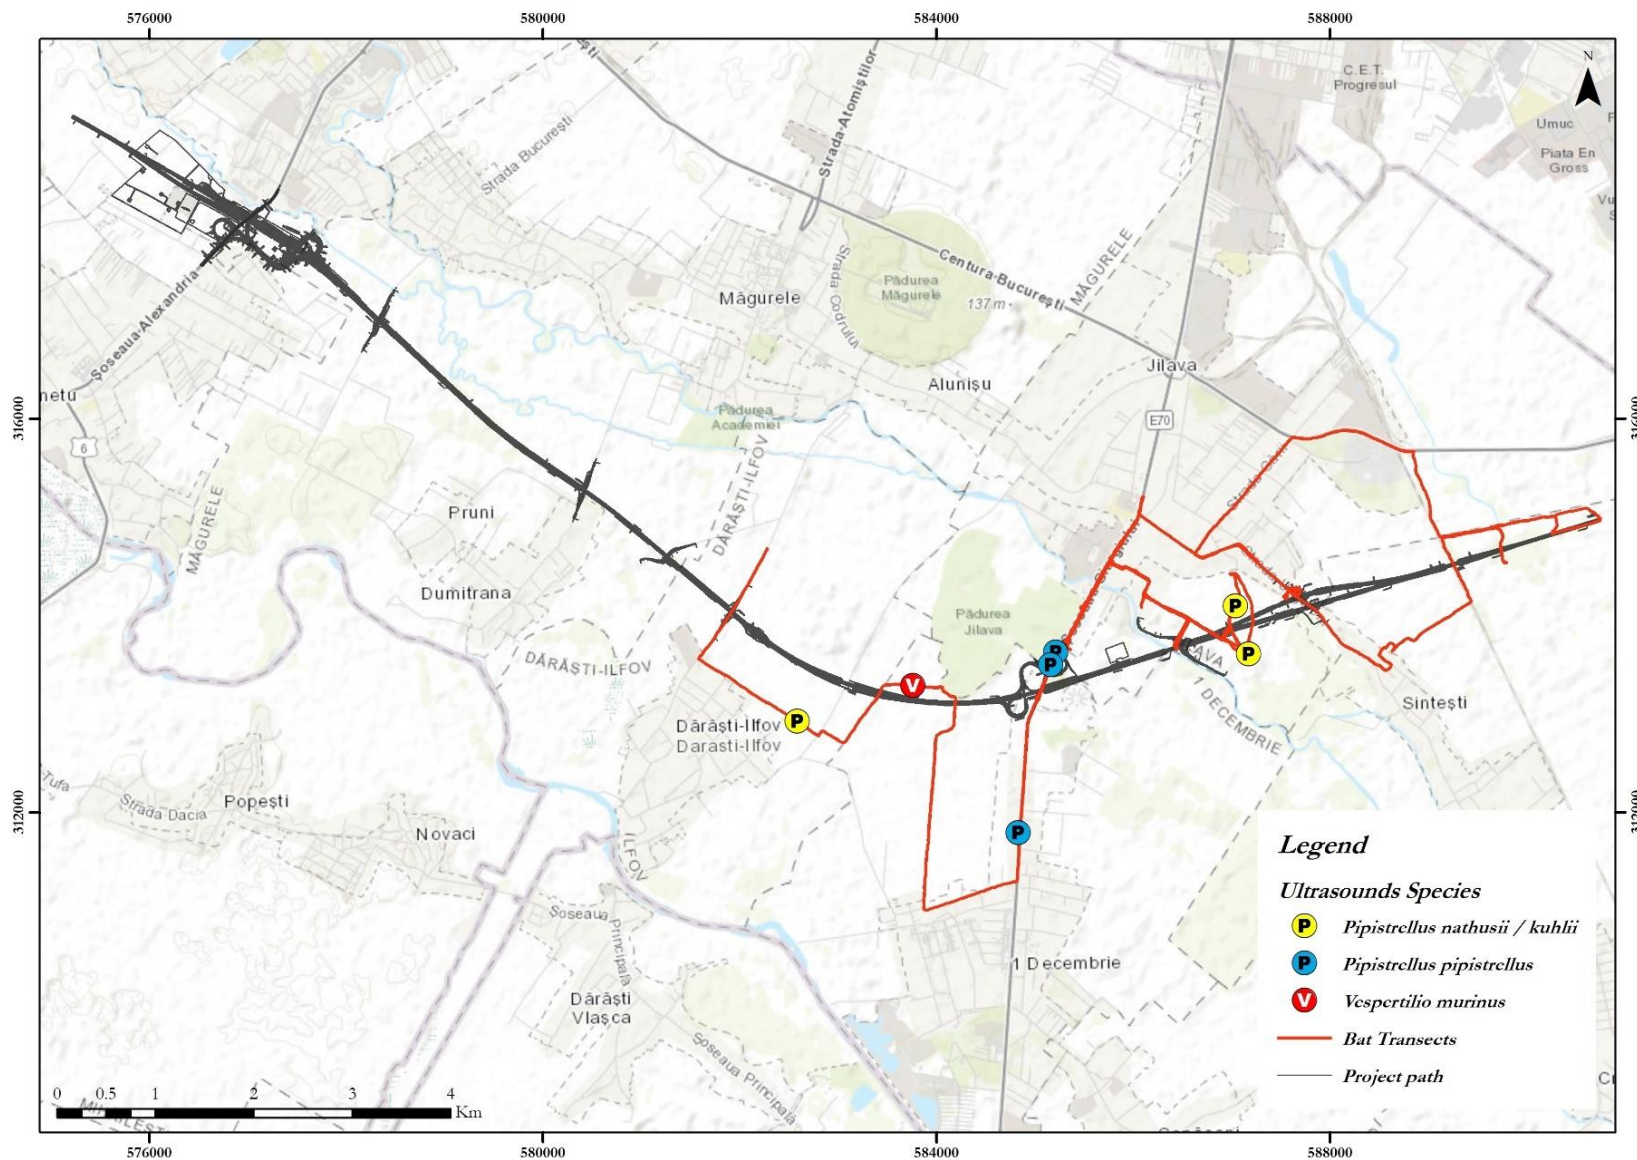 576000
580000
584000
588000
N
C.E.T.
Progresul
Umuc
Piata En
Gross
Strada Atomiștilor
Strada București
Centura București
MĂGURELE
Pădurea
Măgurele
137 m
Strada Codrului
Măgurele
Șoseaua Alexandria
Alunișu
Jilava
316000
316000
netu
6
E70
Pădurea
Academiei
DĂRĂȘTI-ILFOV
MĂGURELE
Pruni
Dumitrana
Pădurea
Jilava
P
P
P
P
DĂRĂȘTI-ILFOV
V
P
Dărăști-Ilfov
Darasti-Ilfov
1 DECEMBRIE
Sintești
312000
312000
Tufa
Strada Dacia
Popești
Novaci
ILFOV
P
Șoseaua
Principală
1 Decembrie
Dărăști
Vlașca
Șoseaua Principală
Legend
Ultrasounds Species
P Pipistrellus nathusii / kuhlii
P Pipistrellus pipistrellus
V Vespertilio murinus
Bat Transects
Project path
0 0.5 1 2 3 4
Km
576000
580000
584000
588000